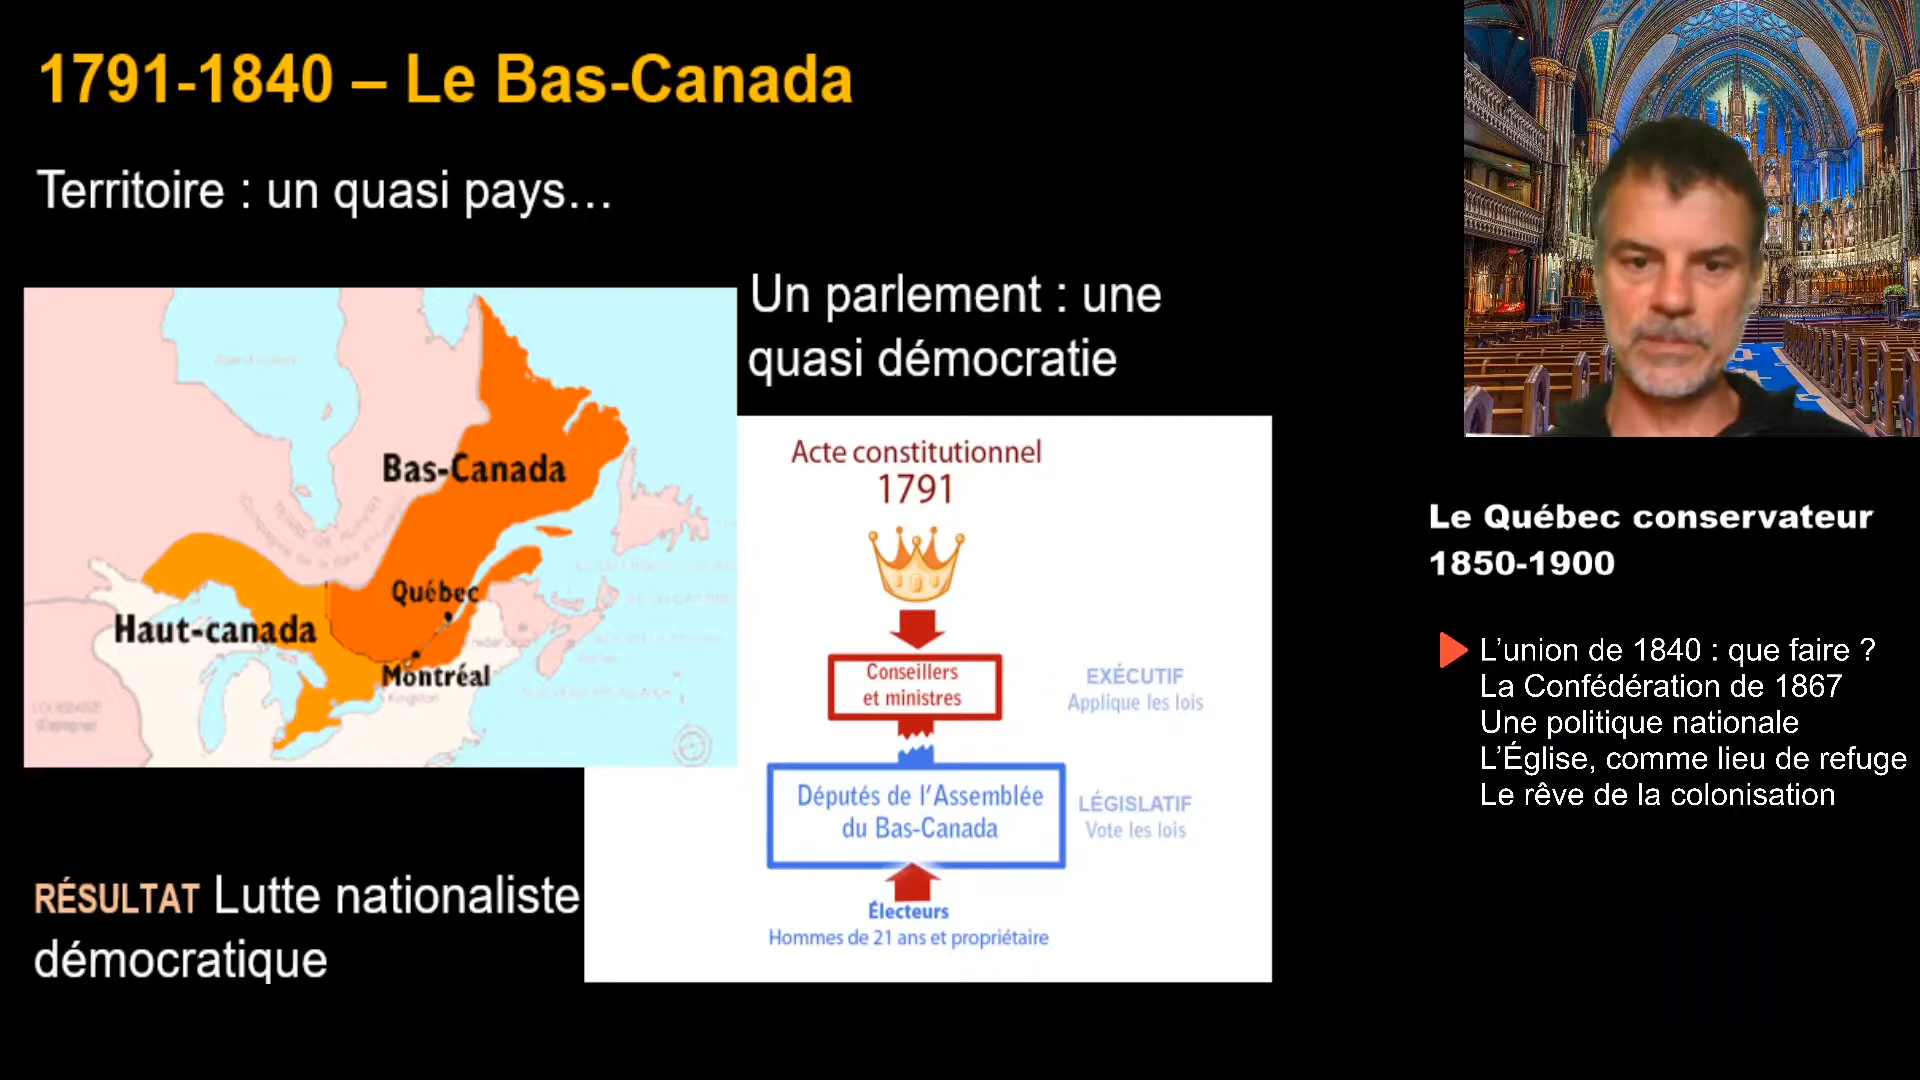 1791-1840 – Le Bas-Canada
Territoire : un quasi pays…
Bas-Canada
Québec
Haut-canada
Montréal
Kingston
Un parlement : une
quasi démocratie
Acte constitutionnel
1791
Conseillers
et ministres
EXÉCUTIF
Applique les lois
Députés de l’Assemblée
du Bas-Canada
LÉGISLATIF
Vote les lois
Électeurs
Hommes de 21 ans et propriétaire
RÉSULTAT Lutte nationaliste
démocratique
Le Québec conservateur
1850-1900
L’union de 1840 : que faire ?
La Confédération de 1867
Une politique nationale
L’Église, comme lieu de refuge
Le rêve de la colonisation